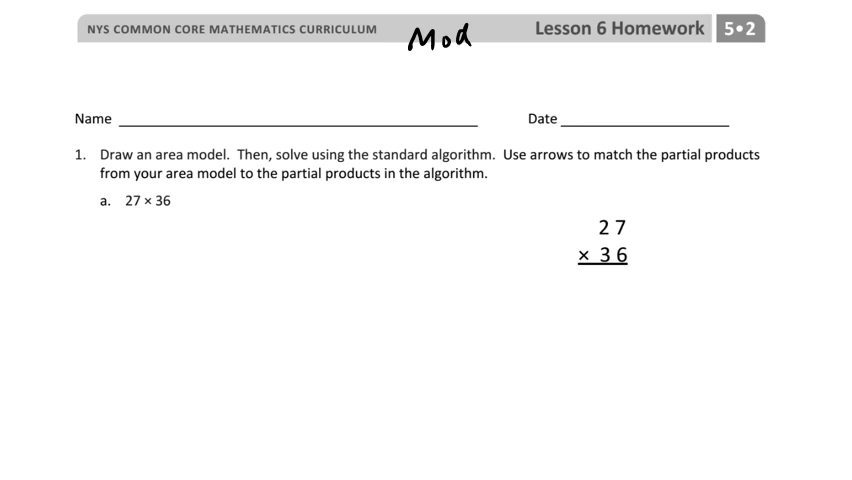 NYS COMMON CORE MATHEMATICS CURRICULUM Mod Lesson 6 Homework 5•2
Name Date
1. Draw an area model. Then, solve using the standard algorithm. Use arrows to match the partial products
from your area model to the partial products in the algorithm.
a. 27 × 36
2 7
× 3 6